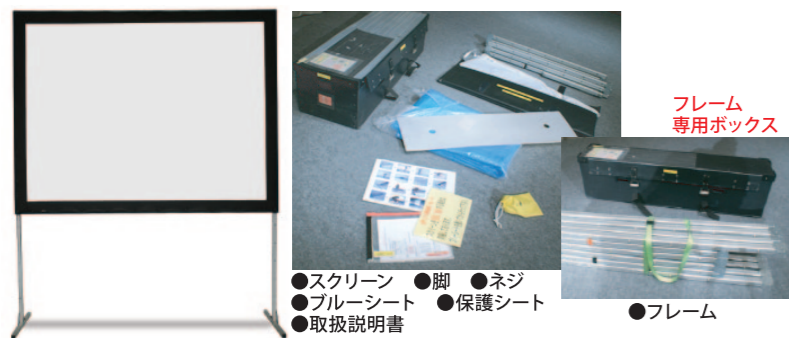 フレーム
専用ボックス
●スクリーン ●脚 ●ネジ
●ブルーシート ●保護シート
●取扱説明書
●フレーム